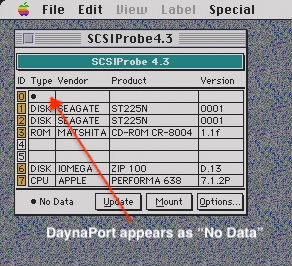 File Edit View Label Special
SCSIProbe4.3
SCSIProbe 4.3
ID Type Vendor Product Version
0 •
1 DISK SEAGATE ST225N 0001
2 DISK SEAGATE ST225N 0001
3 ROM MATSHITA CD-ROM CR-8004 1.1f
4
5
6 DISK IOMEGA ZIP 100 D.13
7 CPU APPLE PERFORMA 638 7.1.2P
• No Data Update Mount Options...
DaynaPort appears as “No Data”